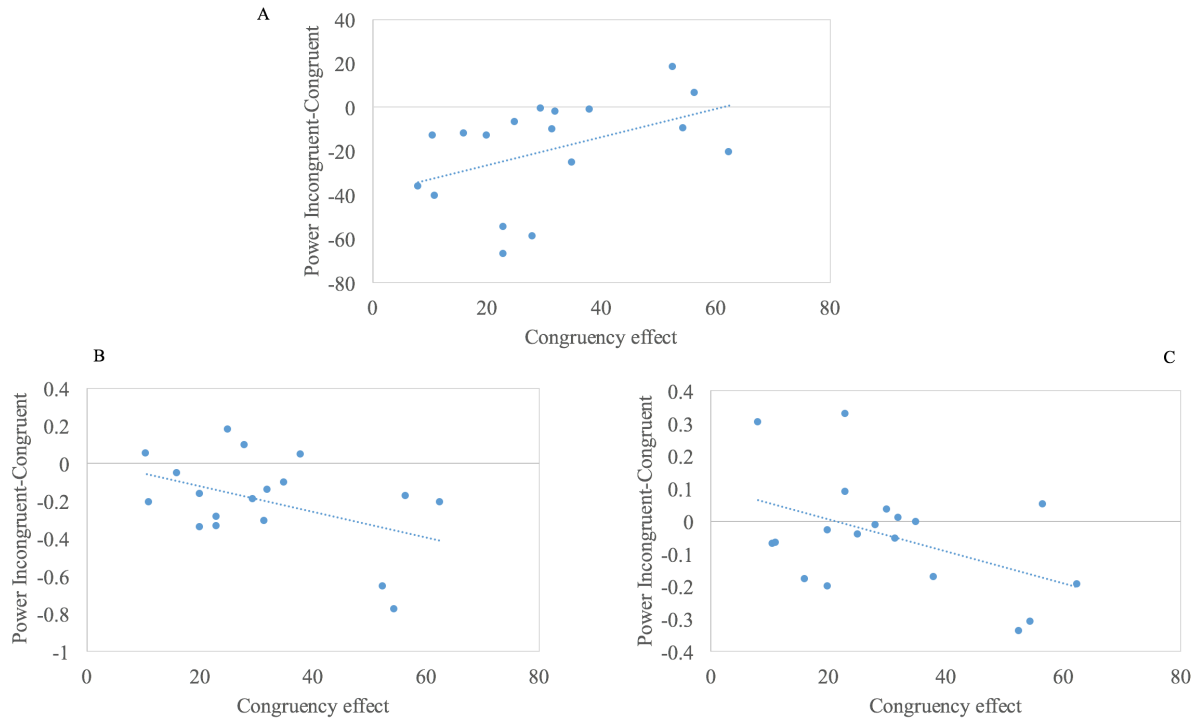 A
Power Incongruent-Congruent
40
20
0
-20
-40
-60
-80
0 20 40 60 80
Congruency effect
B
Power Incongruent-Congruent
0.4
0.2
0
-0.2
-0.4
-0.6
-0.8
-1
0 20 40 60 80
Congruency effect
C
Power Incongruent-Congruent
0.4
0.3
0.2
0.1
0
-0.1
-0.2
-0.3
-0.4
0 20 40 60 80
Congruency effect